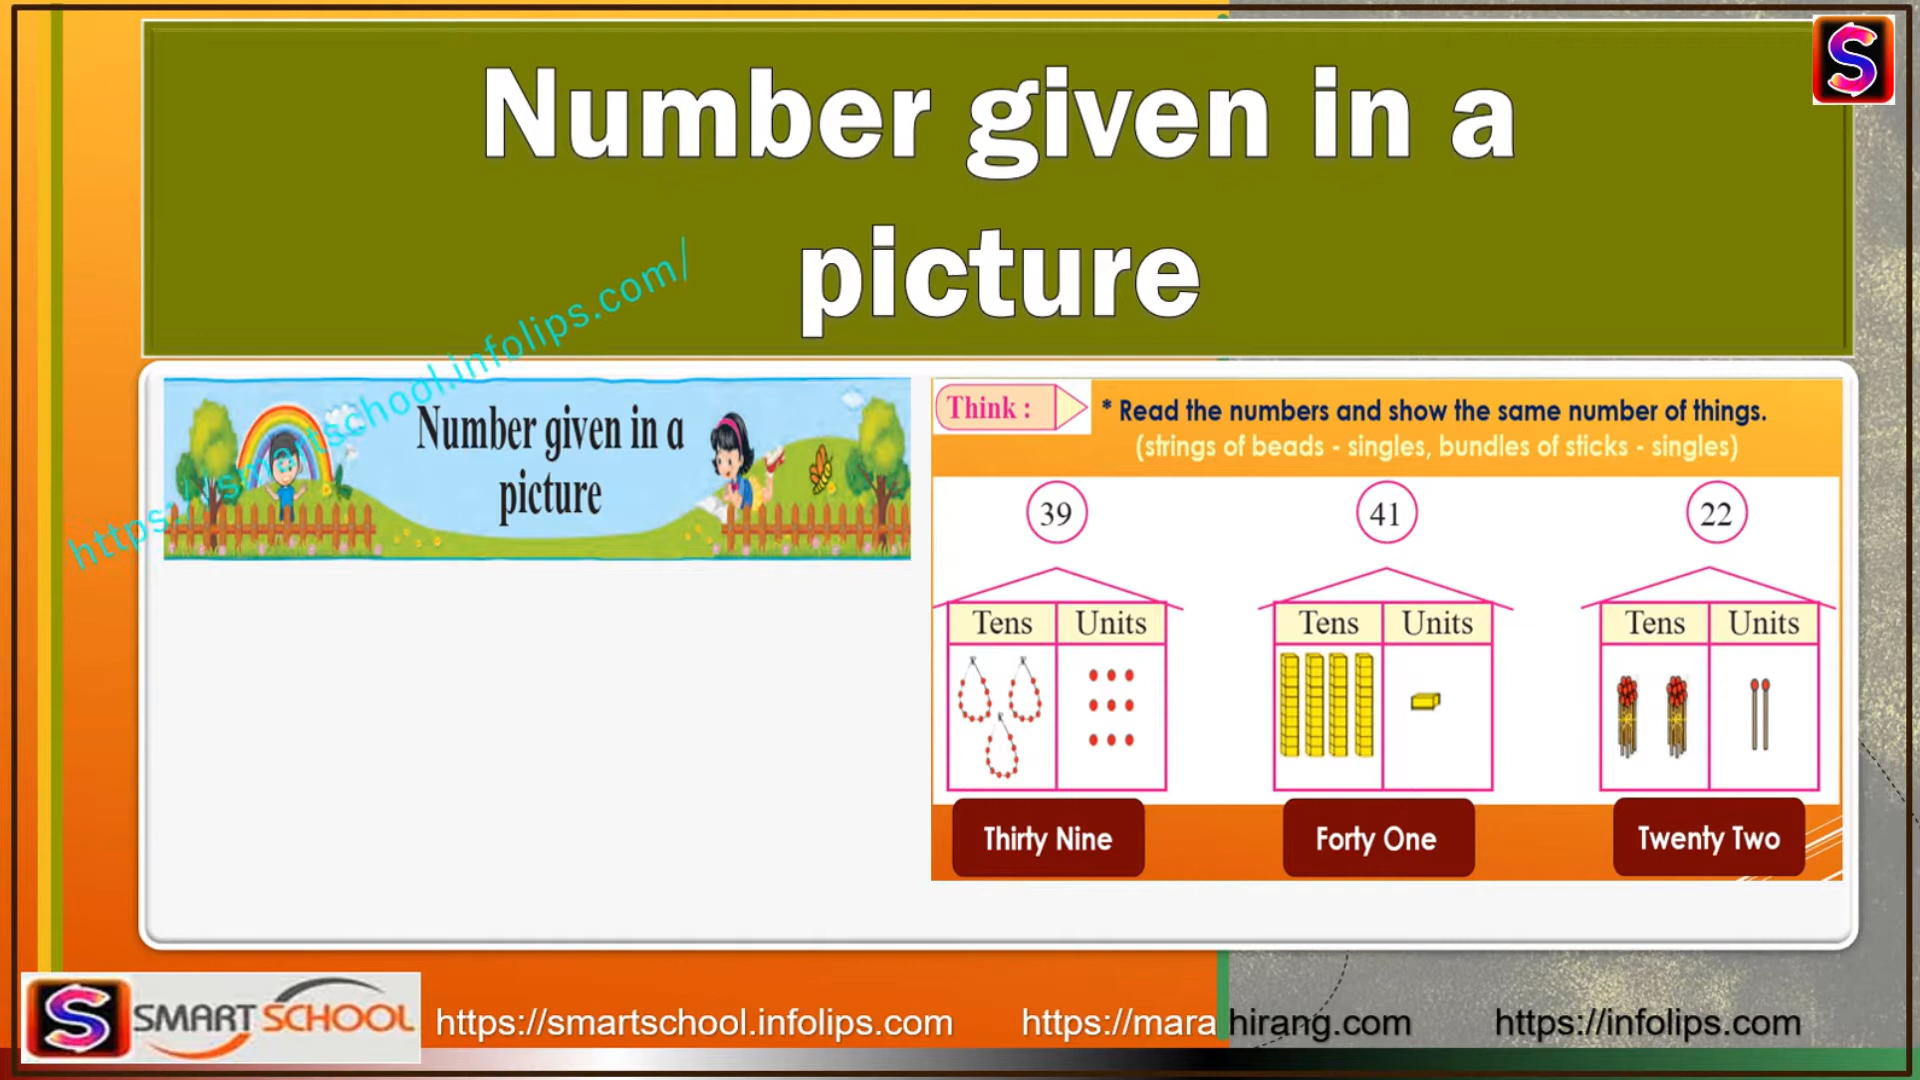 Number given in a
picture
https://smartschool.infolips.com/
Number given in a
picture
Think :
* Read the numbers and show the same number of things.
(strings of beads - singles, bundles of sticks - singles)
39 41 22
Tens Units Tens Units Tens Units
Thirty Nine Forty One Twenty Two
SMART SCHOOL https://smartschool.infolips.com https://marathirang.com https://infolips.com